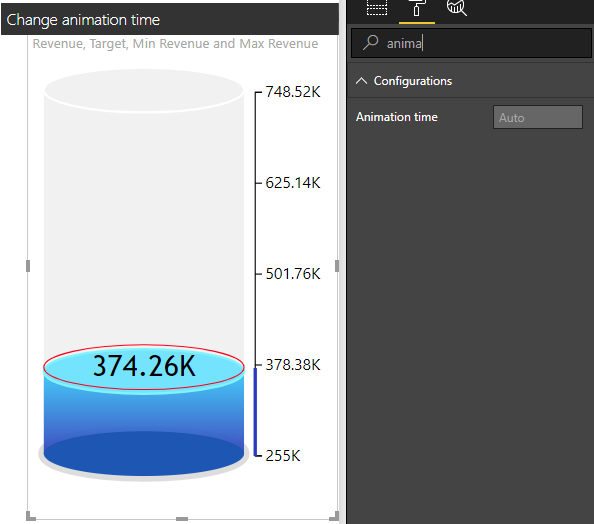 Change animation time
Revenue, Target, Min Revenue and Max Revenue
748.52K
625.14K
501.76K
378.38K
374.26K
255K
anima
Configurations
Animation time
Auto